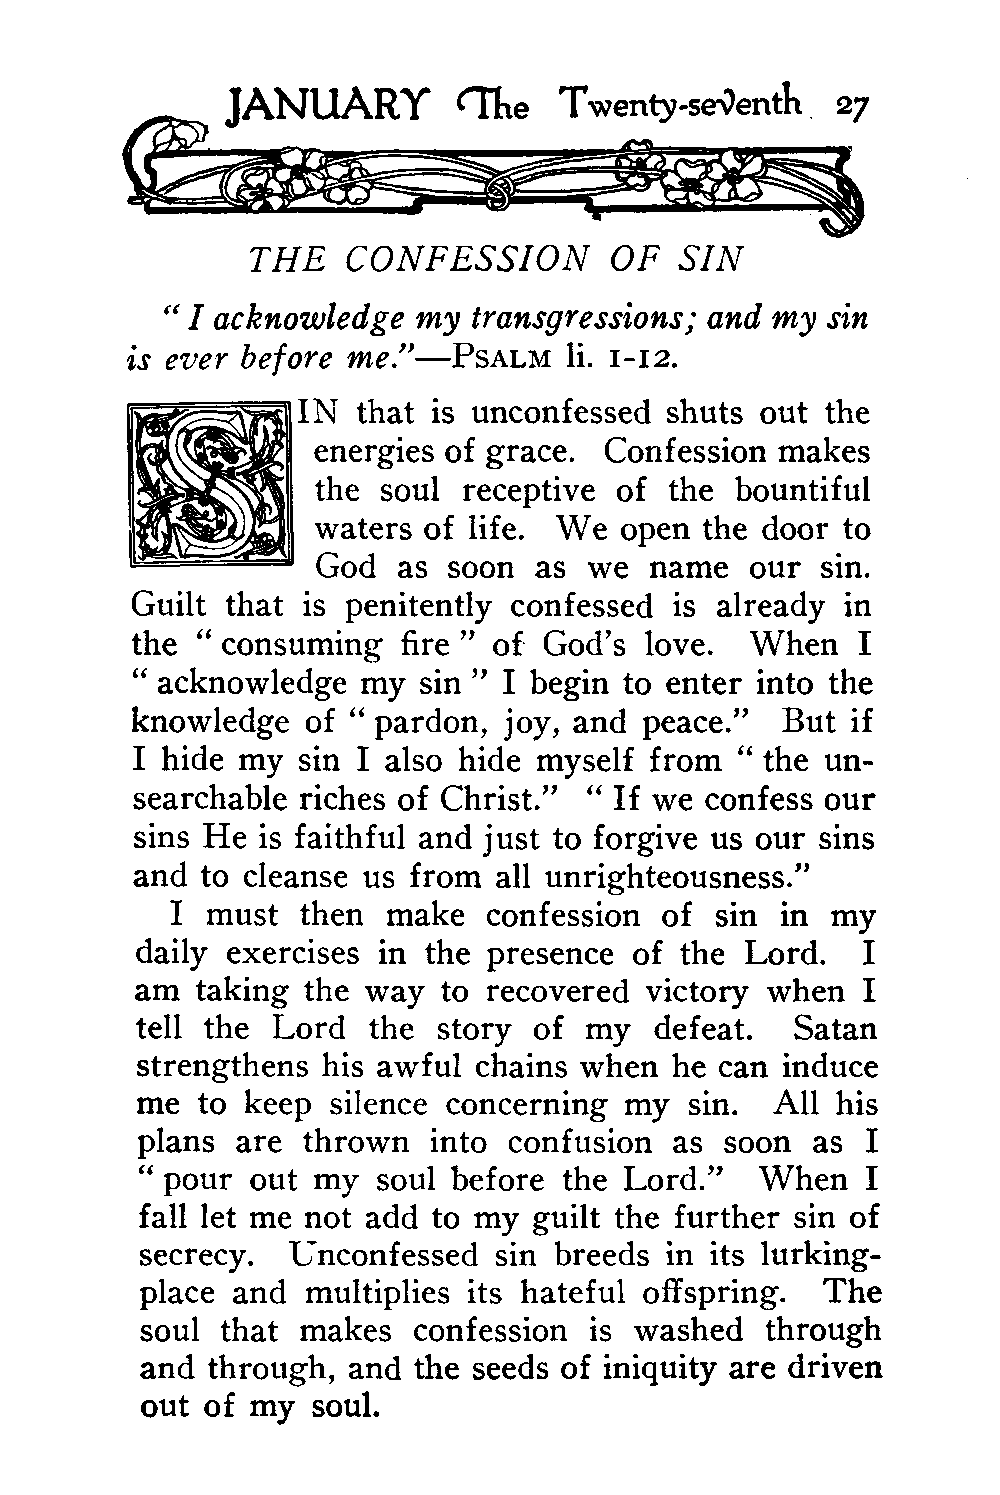 JANUARY The Twenty-seventh 27
THE CONFESSION OF SIN
“ I acknowledge my transgressions; and my sin
is ever before me.”—PSALM li. 1-12.
SIN that is unconfessed shuts out the
energies of grace. Confession makes
the soul receptive of the bountiful
waters of life. We open the door to
God as soon as we name our sin.
Guilt that is penitently confessed is already in
the “ consuming fire ” of God’s love. When I
“ acknowledge my sin ” I begin to enter into the
knowledge of “ pardon, joy, and peace.” But if
I hide my sin I also hide myself from “ the un-
searchable riches of Christ.” “ If we confess our
sins He is faithful and just to forgive us our sins
and to cleanse us from all unrighteousness.”
I must then make confession of sin in my
daily exercises in the presence of the Lord. I
am taking the way to recovered victory when I
tell the Lord the story of my defeat. Satan
strengthens his awful chains when he can induce
me to keep silence concerning my sin. All his
plans are thrown into confusion as soon as I
“ pour out my soul before the Lord.” When I
fall let me not add to my guilt the further sin of
secrecy. Unconfessed sin breeds in its lurking-
place and multiplies its hateful offspring. The
soul that makes confession is washed through
and through, and the seeds of iniquity are driven
out of my soul.